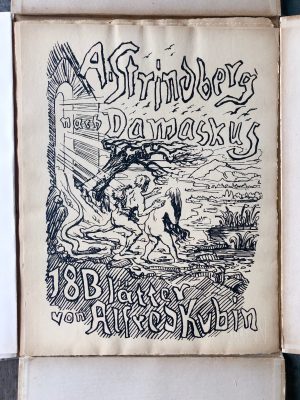 A. Strindberg
nach
Damaskus
18 Blätter
von Alfred Kubin